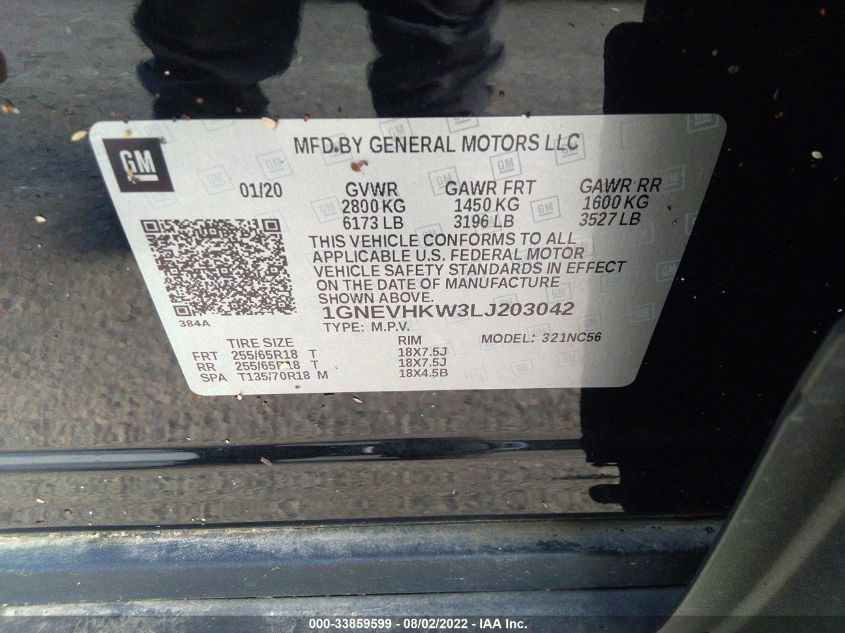 GM
MFD BY GENERAL MOTORS LLC
01/20 GVWR GAWR FRT GAWR RR
2800 KG 1450 KG 1600 KG
6173 LB 3196 LB 3527 LB
THIS VEHICLE CONFORMS TO ALL
APPLICABLE U.S. FEDERAL MOTOR
VEHICLE SAFETY STANDARDS IN EFFECT
ON THE DATE OF MANUFACTURE
SHOWN ABOVE.
384A
1GNEVHKW3LJ203042
TYPE: M.P.V. MODEL: 321NC56
TIRE SIZE RIM
FRT 255/65R18 T 18X7.5J
RR 255/65R18 T 18X7.5J
SPA T135/70R18 M 18X4.5B
000-33859599 — 08/02/2022 — IAA Inc.